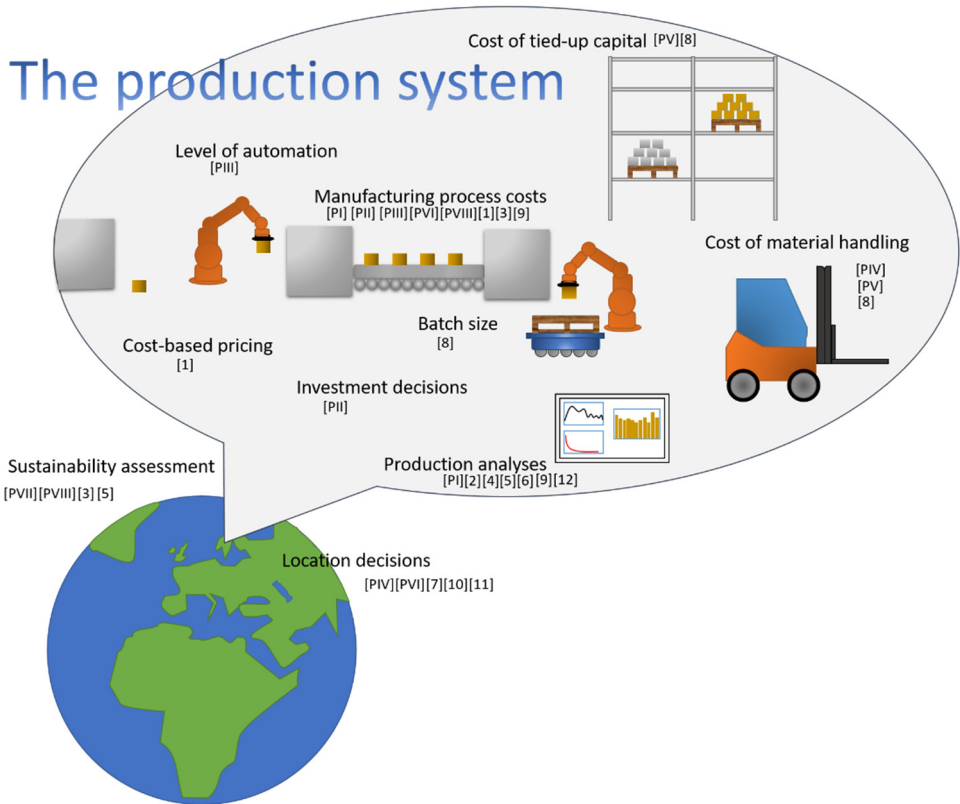 Cost of tied-up capital [PV][8]
The production system
Level of automation
[PIII]
Manufacturing process costs
[PI] [PII] [PIII][PVI][PVIII][1][3][9]
Cost of material handling
[PIV]
[PV]
[8]
Batch size
[8]
Cost-based pricing
[1]
Investment decisions
[PII]
Production analyses
[PI][2][4][5][6][9][12]
Sustainability assessment
[PVII][PVIII][3][5]
Location decisions
[PIV][PVI][7][10][11]